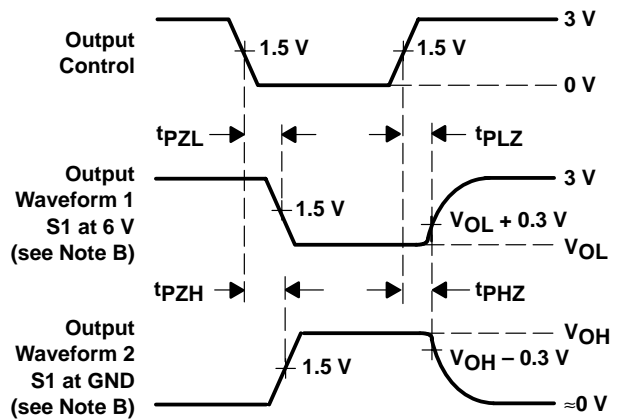 3 V
Output
Control
1.5 V
1.5 V
0 V
tPZL
tPLZ
Output
Waveform 1
S1 at 6 V
(see Note B)
3 V
1.5 V
VOL + 0.3 V
VOL
tPZH
tPHZ
Output
Waveform 2
S1 at GND
(see Note B)
VOH
1.5 V
VOH – 0.3 V
≈0 V